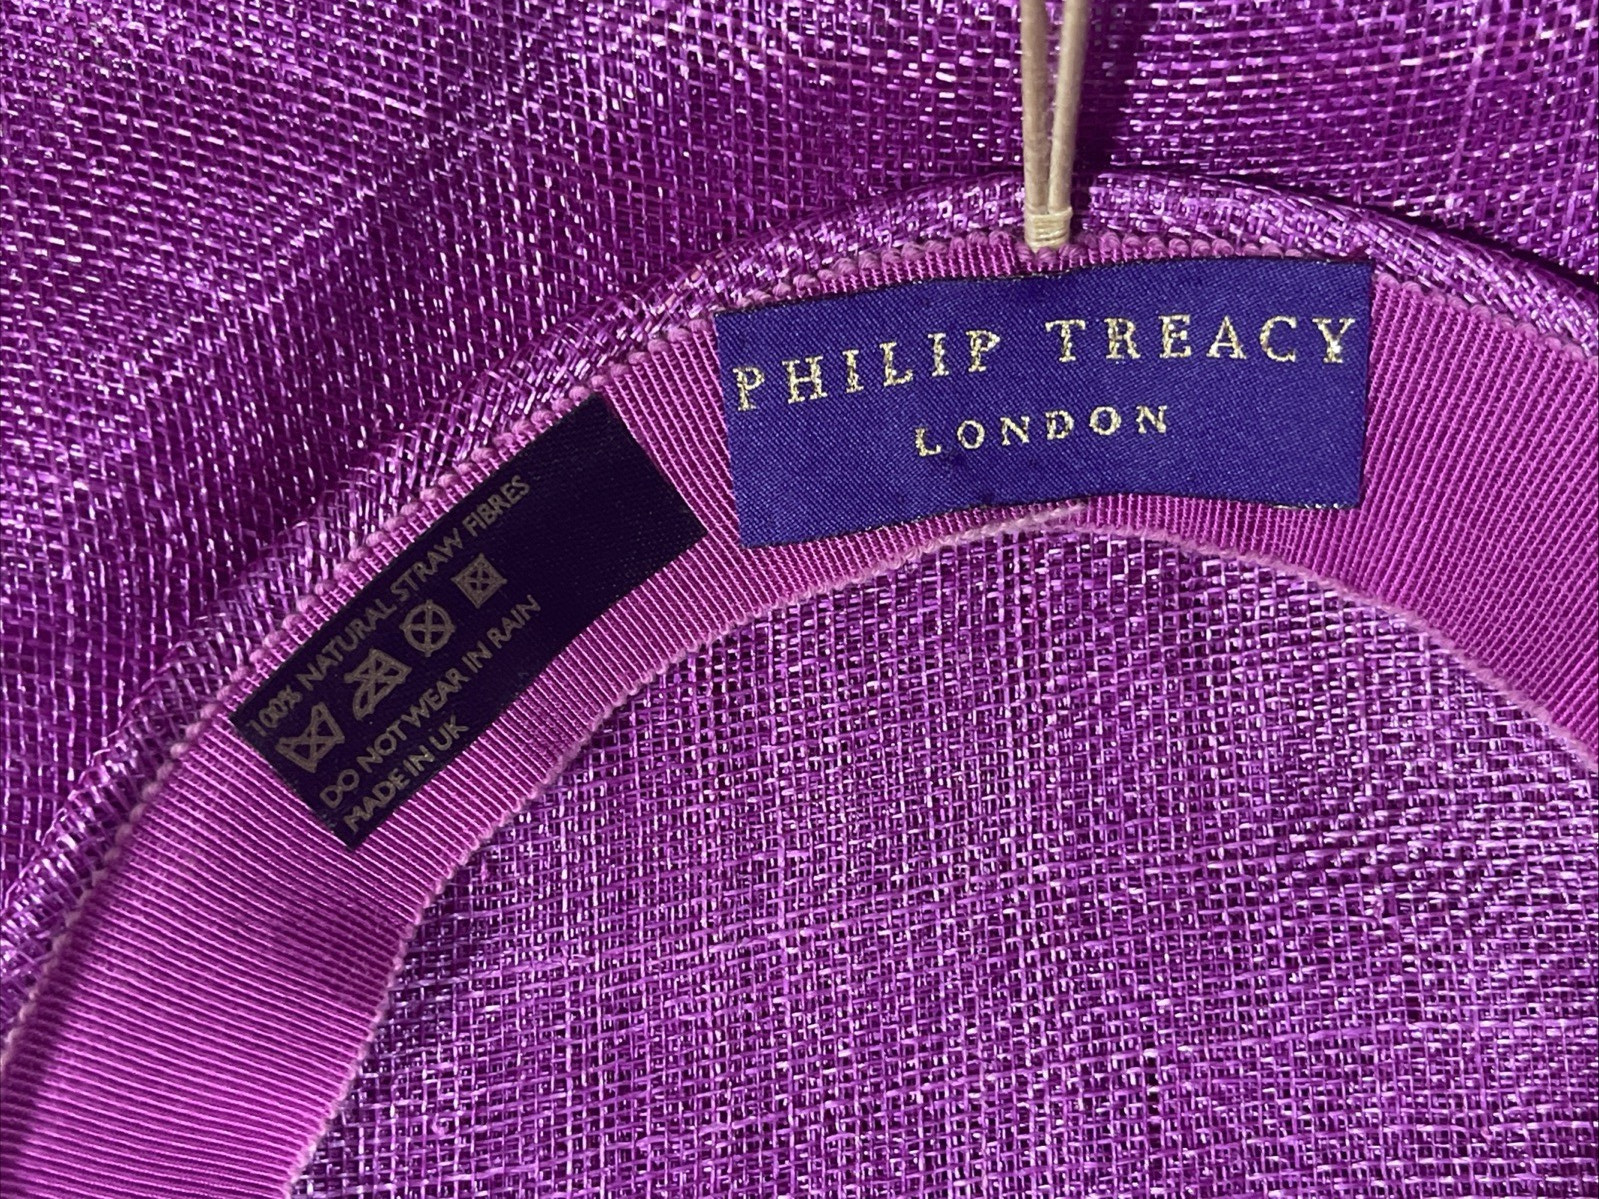 PHILIP TREACY
LONDON
100% NATURAL STRAW FIBRES
DO NOT WEAR IN RAIN
MADE IN UK